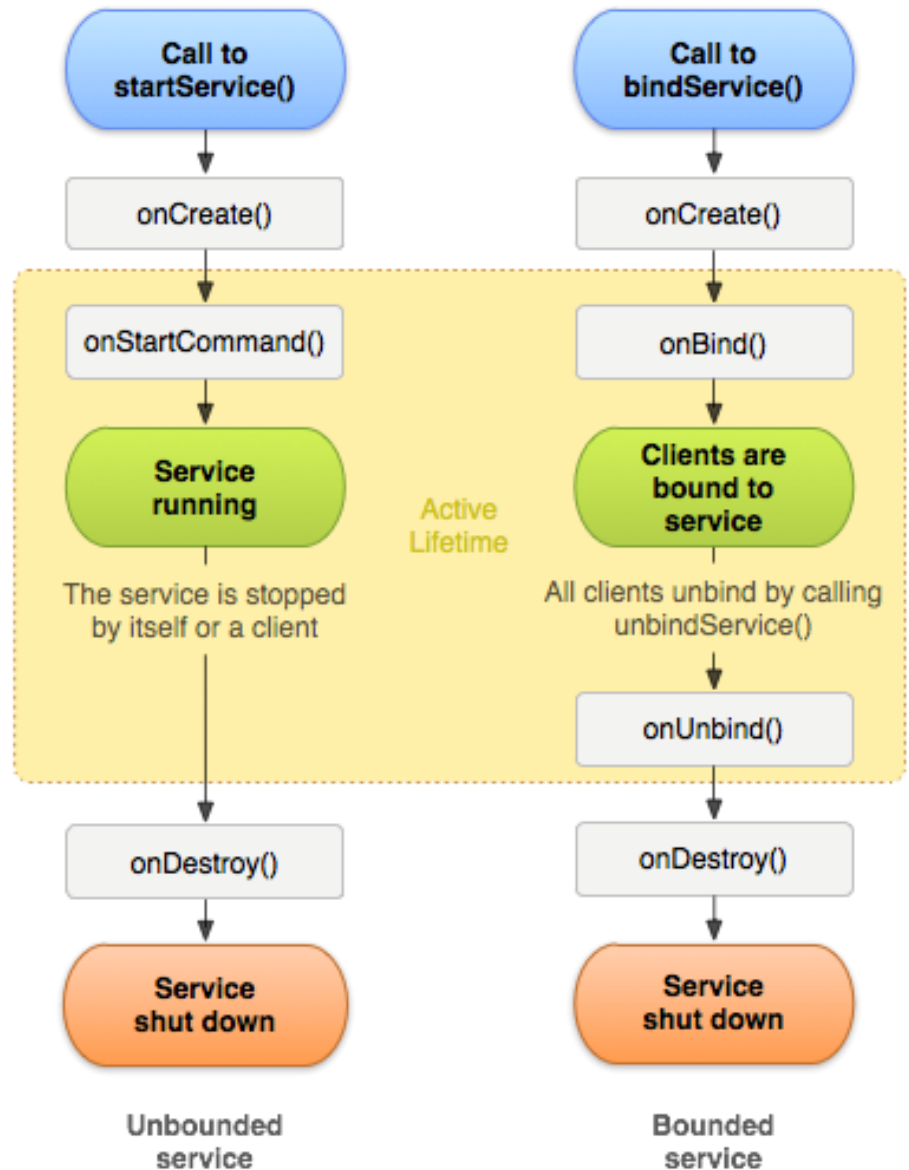 Call to
startService()
onCreate()
onStartCommand()
Service
running
The service is stopped
by itself or a client
onDestroy()
Service
shut down
Unbounded
service
Active
Lifetime
Call to
bindService()
onCreate()
onBind()
Clients are
bound to
service
All clients unbind by calling
unbindService()
onUnbind()
onDestroy()
Service
shut down
Bounded
service